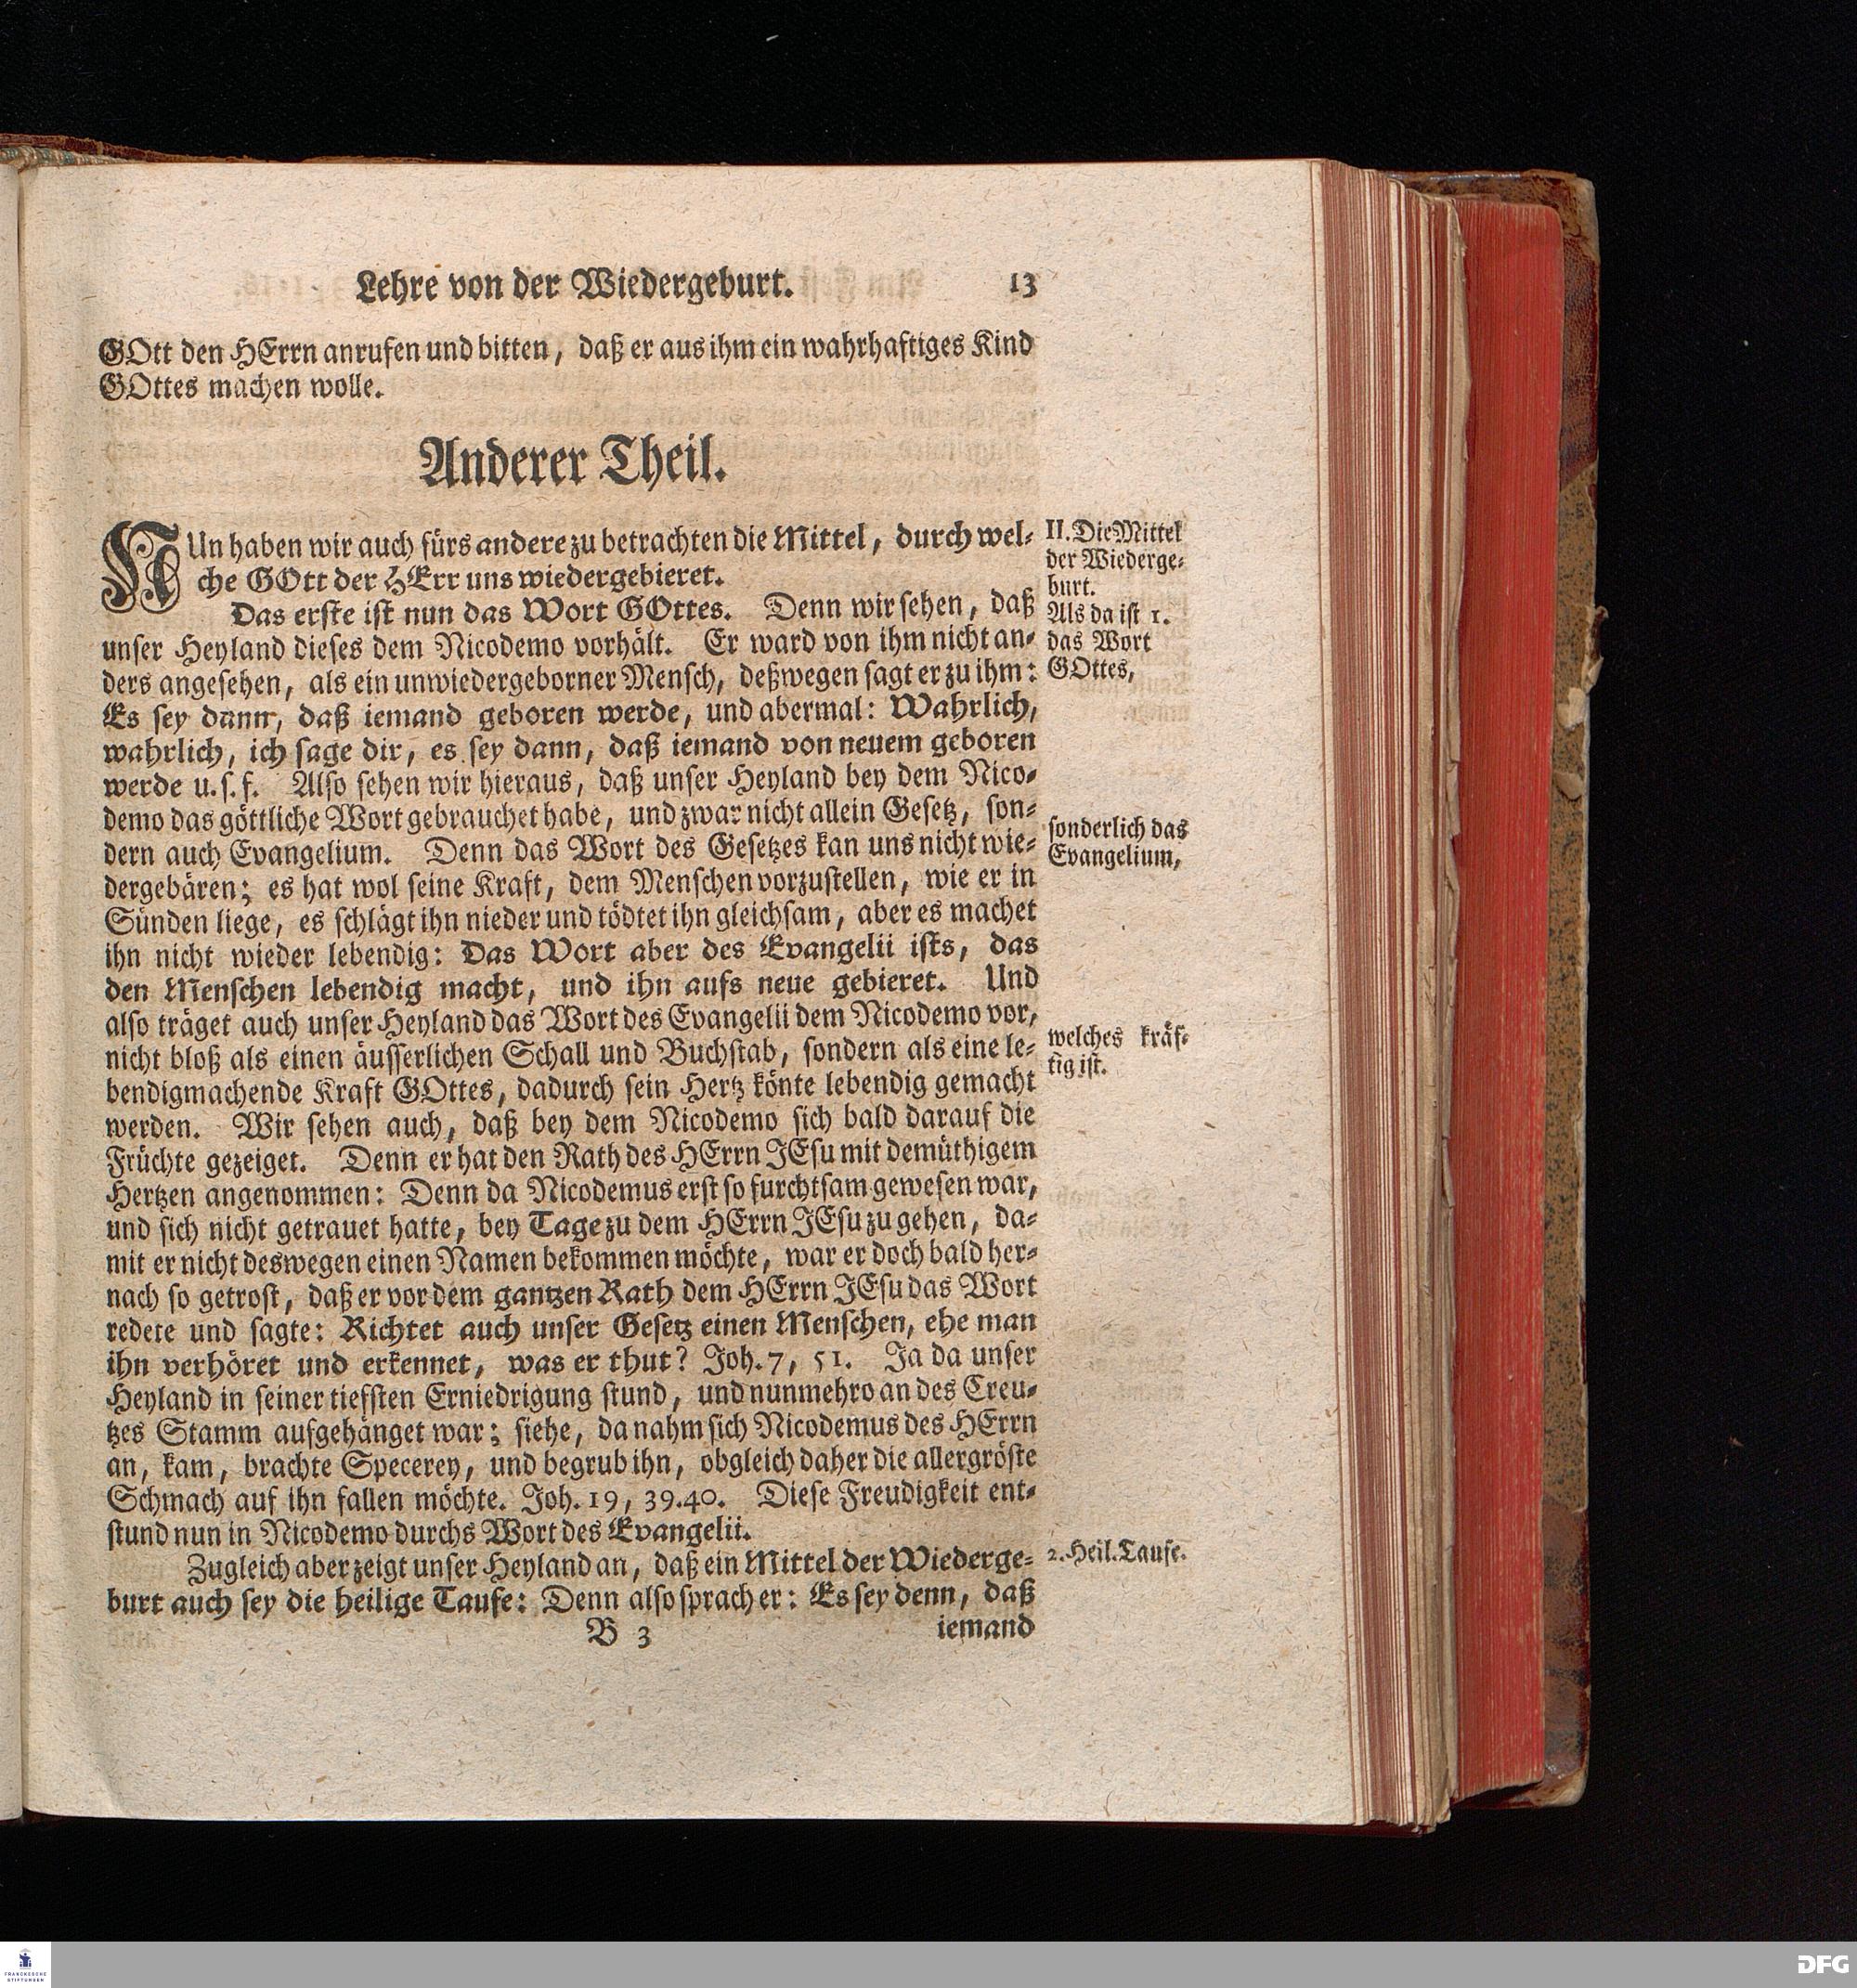 Lehre von der Wiedergeburt. 13
GOtt den HErrn anrufen und bitten, daß er aus ihm ein wahrhaftiges Kind
GOttes machen wolle.
Anderer Theil.
NUn haben wir auch fürs andere zu betrachten die Mittel, durch wel-
che GOtt der HErr uns wiedergebieret.
Das erste ist nun das Wort GOttes. Denn wir sehen, daß
unser Heyland dieses dem Nicodemo vorhält. Er ward von ihm nicht an-
ders angesehen, als ein unwiedergeborner Mensch, deßwegen sagt er zu ihm:
Es sey dann, daß iemand geboren werde, und abermal: Wahrlich,
wahrlich, ich sage dir, es sey dann, daß iemand von neuem geboren
werde u. s. f. Also sehen wir hieraus, daß unser Heyland bey dem Nico-
demo das göttliche Wort gebrauchet habe, und zwar nicht allein Gesetz, son-
dern auch Evangelium. Denn das Wort des Gesetzes kan uns nicht wie-
dergebären; es hat wol seine Kraft, dem Menschen vorzustellen, wie er in
Sünden liege, es schlägt ihn nieder und tödtet ihn gleichsam, aber es machet
ihn nicht wieder lebendig: Das Wort aber des Evangelii ists, das
den Menschen lebendig macht, und ihn aufs neue gebieret. Und
also träget auch unser Heyland das Wort des Evangelii dem Nicodemo vor,
nicht bloß als einen äusserlichen Schall und Buchstab, sondern als eine le-
bendigmachende Kraft GOttes, dadurch sein Hertz könte lebendig gemacht
werden. Wir sehen auch, daß bey dem Nicodemo sich bald darauf die
Früchte gezeiget. Denn er hat den Rath des HErrn JEsu mit demüthigem
Hertzen angenommen: Denn da Nicodemus erst so furchtsam gewesen war,
und sich nicht getrauet hatte, bey Tage zu dem HErrn JEsu zu gehen, da-
mit er nicht deswegen einen Namen bekommen möchte, war er doch bald her-
nach so getrost, daß er vor dem gantzen Rath dem HErrn JEsu das Wort
redete und sagte: Richtet auch unser Gesetz einen Menschen, ehe man
ihn verhöret und erkennet, was er thut? Joh. 7, 51. Ja da unser
Heyland in seiner tiefsten Erniedrigung stund, und nunmehro an des Creu-
tzes Stamm aufgehänget war; siehe, da nahm sich Nicodemus des HErrn
an, kam, brachte Specerey, und begrub ihn, obgleich daher die allergröste
Schmach auf ihn fallen möchte. Joh. 19, 39.40. Diese Freudigkeit ent-
stund nun in Nicodemo durchs Wort des Evangelii.
Zugleich aber zeigt unser Heyland an, daß ein Mittel der Wiederge-
burt auch sey die heilige Taufe: Denn also sprach er: Es sey denn, daß
B 3 iemand
II. Die Mittel
der Wiederge-
burt.
Als da ist 1.
das Wort
GOttes,
sonderlich das
Evangelium,
welches kräf-
tig ist.
2. Heil. Taufe.
FRANCKESCHE
STIFTUNGEN
DFG